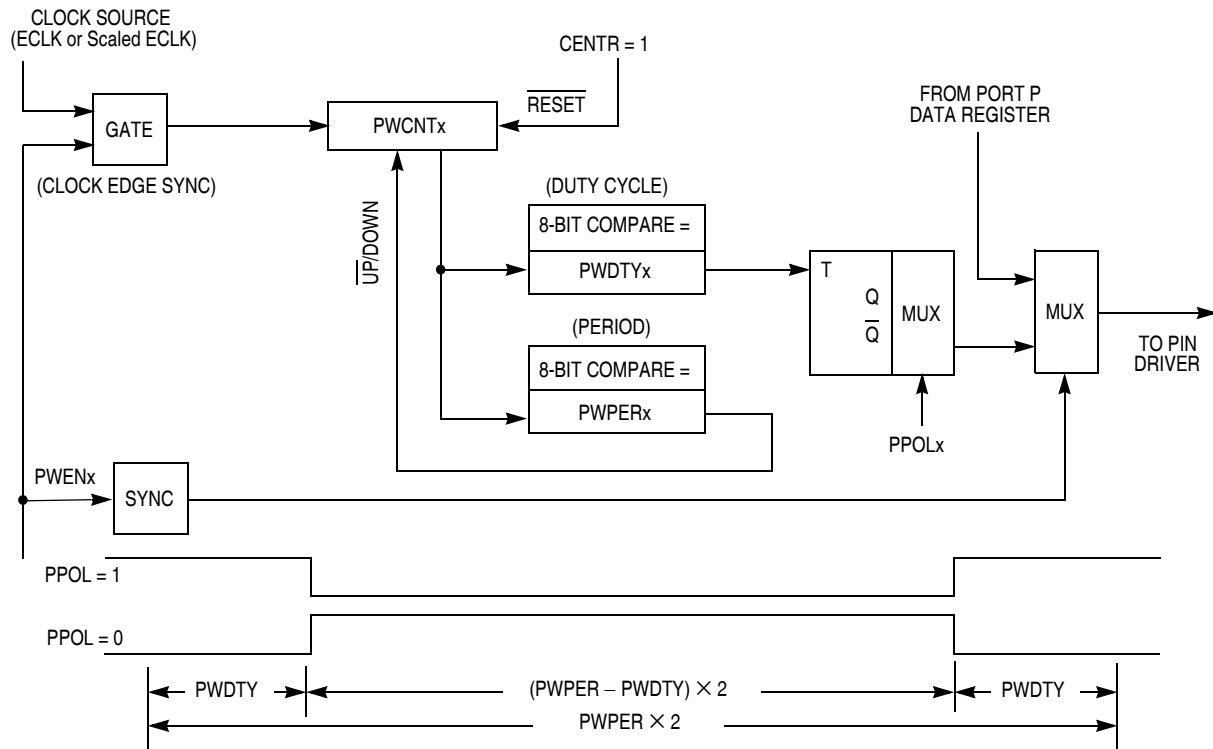 CLOCK SOURCE
(ECLK or Scaled ECLK)
CENTR = 1
RESET
FROM PORT P
DATA REGISTER
GATE
PWCNTx
(CLOCK EDGE SYNC)
(DUTY CYCLE)
8-BIT COMPARE =
PWDTYx
UP/DOWN
T
Q
Q
MUX
MUX
TO PIN
DRIVER
(PERIOD)
8-BIT COMPARE =
PWPERx
PPOLx
PWENx
SYNC
PPOL = 1
PPOL = 0
PWDTY
(PWPER – PWDTY) × 2
PWDTY
PWPER × 2